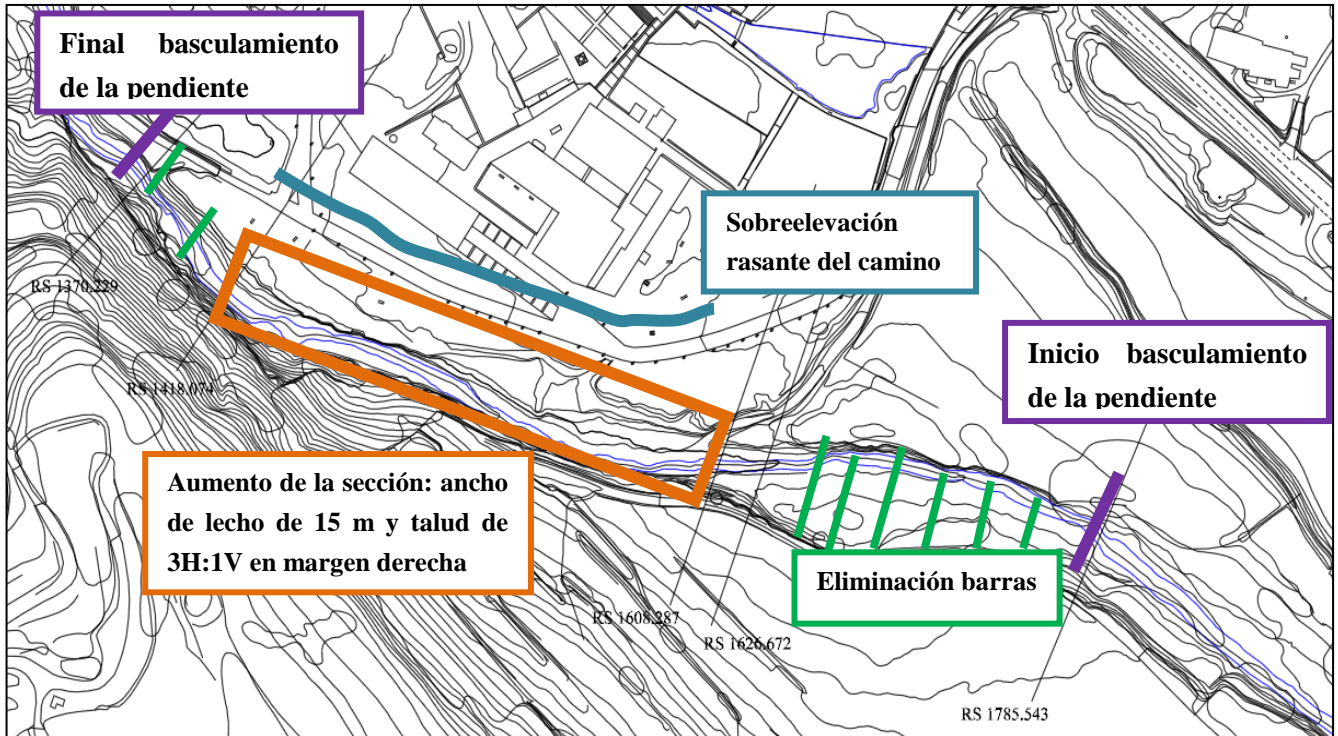 Final basculamiento
de la pendiente
Sobreelevación
rasante del camino
RS 1370.229
Inicio basculamiento
de la pendiente
RS 1418.074
Aumento de la sección: ancho
de lecho de 15 m y talud de
3H:1V en margen derecha
Eliminación barras
RS 1608.287
RS 1626.672
RS 1785.543